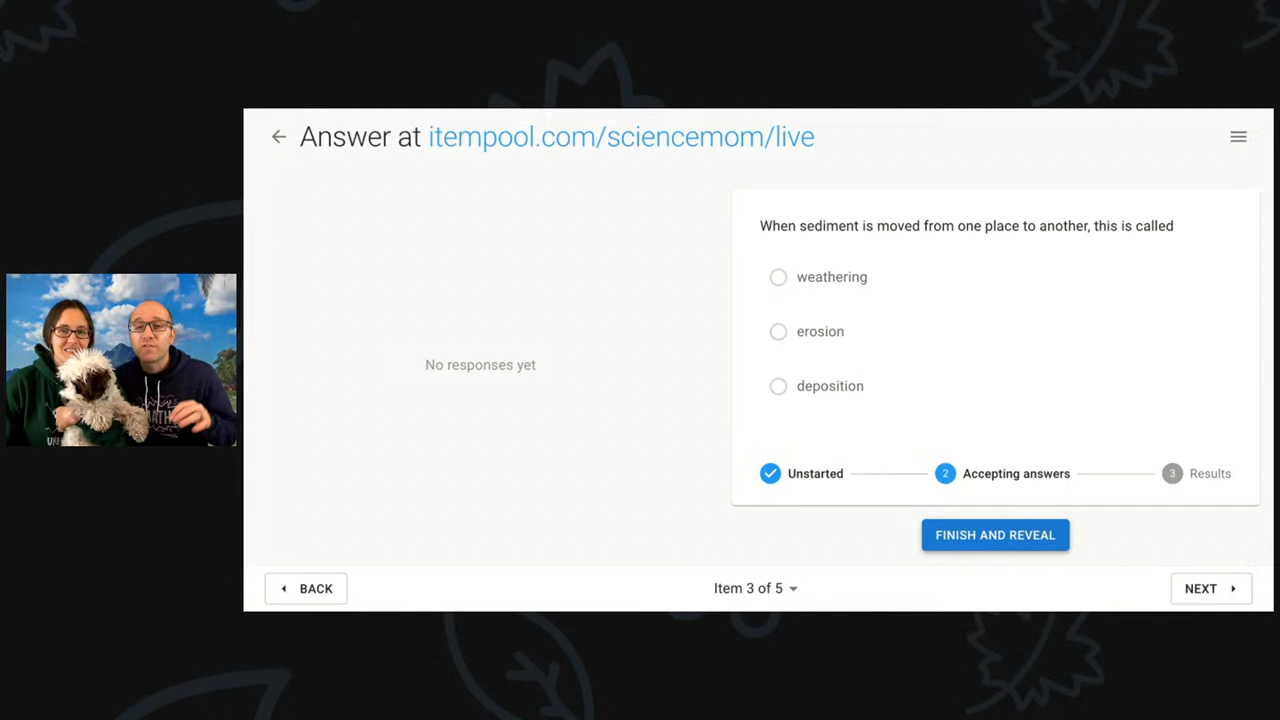 Answer at itempool.com/sciencemom/live
When sediment is moved from one place to another, this is called
weathering
erosion
No responses yet
deposition
Unstarted
2 Accepting answers
3 Results
FINISH AND REVEAL
BACK
Item 3 of 5
NEXT